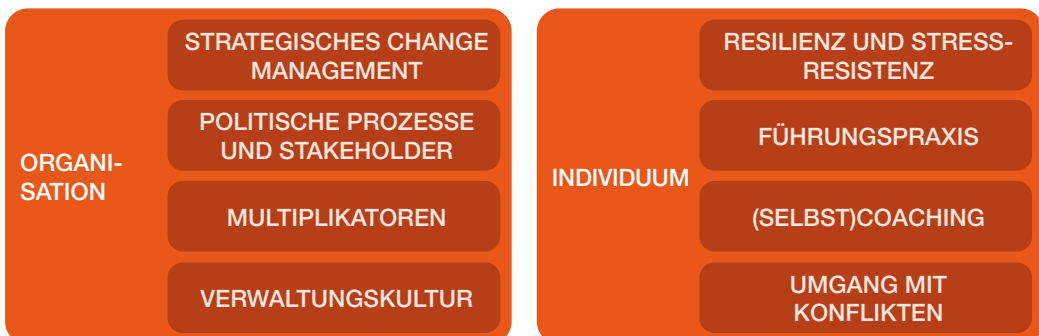 ORGANI-
SATION
STRATEGISCHES CHANGE
MANAGEMENT
POLITISCHE PROZESSE
UND STAKEHOLDER
MULTIPLIKATOREN
VERWALTUNGSKULTUR
INDIVIDUUM
RESILIENZ UND STRESS-
RESISTENZ
FÜHRUNGSPRAXIS
(SELBST)COACHING
UMGANG MIT
KONFLIKTEN